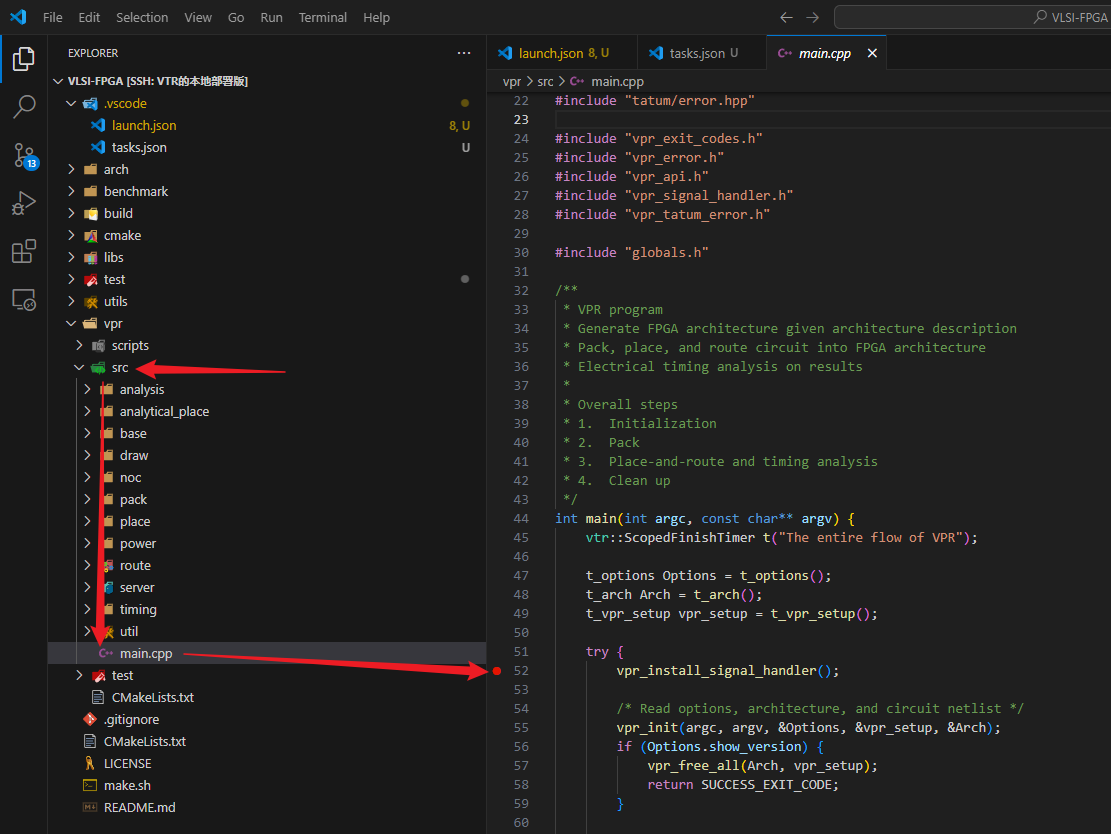 File Edit Selection View Go Run Terminal Help
VLSI-FPGA
EXPLORER
VLSI-FPGA [SSH: VTR的本地部署版]
.vscode
launch.json 8, U
tasks.json U
arch
benchmark
build
cmake
libs
test
utils
vpr
scripts
src
analysis
analytical_place
base
draw
noc
pack
place
power
route
server
timing
util
main.cpp
test
CMakeLists.txt
.gitignore
CMakeLists.txt
LICENSE
make.sh
README.md
13
launch.json 8, U
tasks.json U
main.cpp
vpr > src > main.cpp
22 #include "tatum/error.hpp"
23
24 #include "vpr_exit_codes.h"
25 #include "vpr_error.h"
26 #include "vpr_api.h"
27 #include "vpr_signal_handler.h"
28 #include "vpr_tatum_error.h"
29
30 #include "globals.h"
31
32 /**
33 * VPR program
34 * Generate FPGA architecture given architecture description
35 * Pack, place, and route circuit into FPGA architecture
36 * Electrical timing analysis on results
37 *
38 * Overall steps
39 * 1. Initialization
40 * 2. Pack
41 * 3. Place-and-route and timing analysis
42 * 4. Clean up
43 */
44 int main(int argc, const char** argv) {
45 vtr::ScopedFinishTimer t("The entire flow of VPR");
46
47 t_options Options = t_options();
48 t_arch Arch = t_arch();
49 t_vpr_setup vpr_setup = t_vpr_setup();
50
51 try {
52 vpr_install_signal_handler();
53
54 /* Read options, architecture, and circuit netlist */
55 vpr_init(argc, argv, &Options, &vpr_setup, &Arch);
56 if (Options.show_version) {
57 vpr_free_all(Arch, vpr_setup);
58 return SUCCESS_EXIT_CODE;
59 }
60